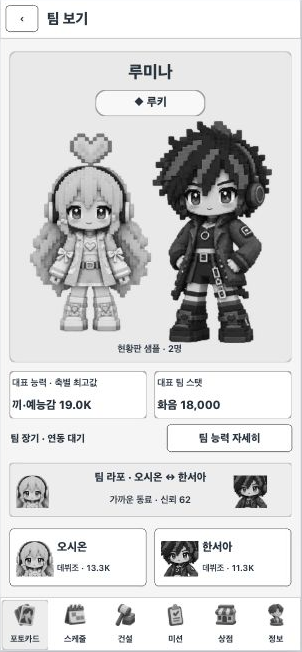 ‹ 팀 보기
루미나
◆ 루키
현황판 샘플 · 2명
대표 능력 · 축별 최고값
끼·예능감 19.0K
대표 팀 스탯
화음 18,000
팀 장기 · 연동 대기
팀 능력 자세히
팀 라포 · 오시온 ↔ 한서아
가까운 동료 · 신뢰 62
오시온
데뷔조 · 13.3K
한서아
데뷔조 · 11.3K
포토카드
스케줄
건설
미션
상점
정보